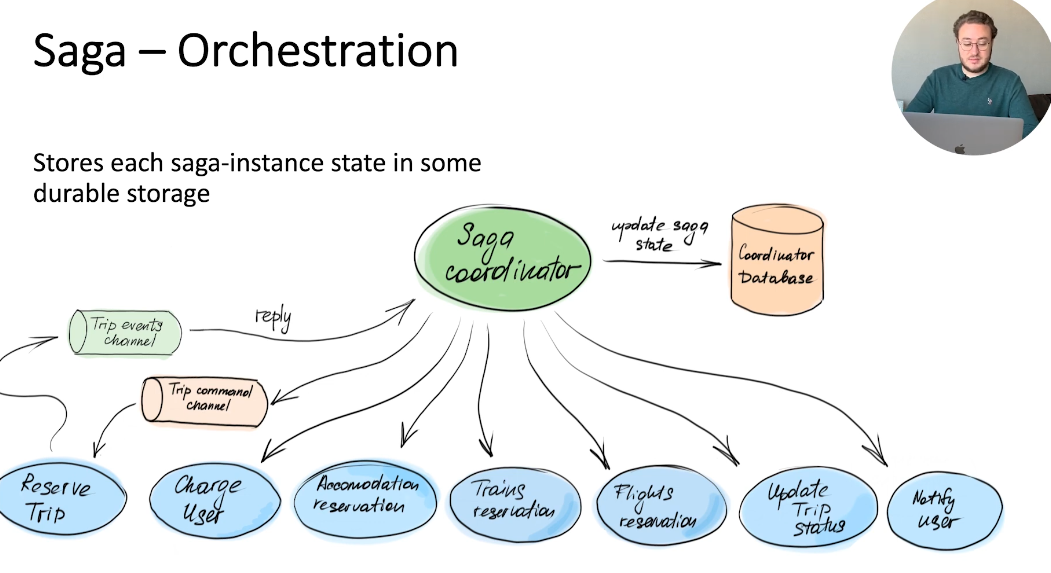 Saga – Orchestration
Stores each saga-instance state in some
durable storage
Saga
coordinator
update saga
state
Coordinator
Database
Trip events
channel
reply
Trip command
channel
Reserve
Trip
Charge
User
Accomodation
reservation
Trains
reservation
Flights
reservation
Update
Trip
Status
Notify
user